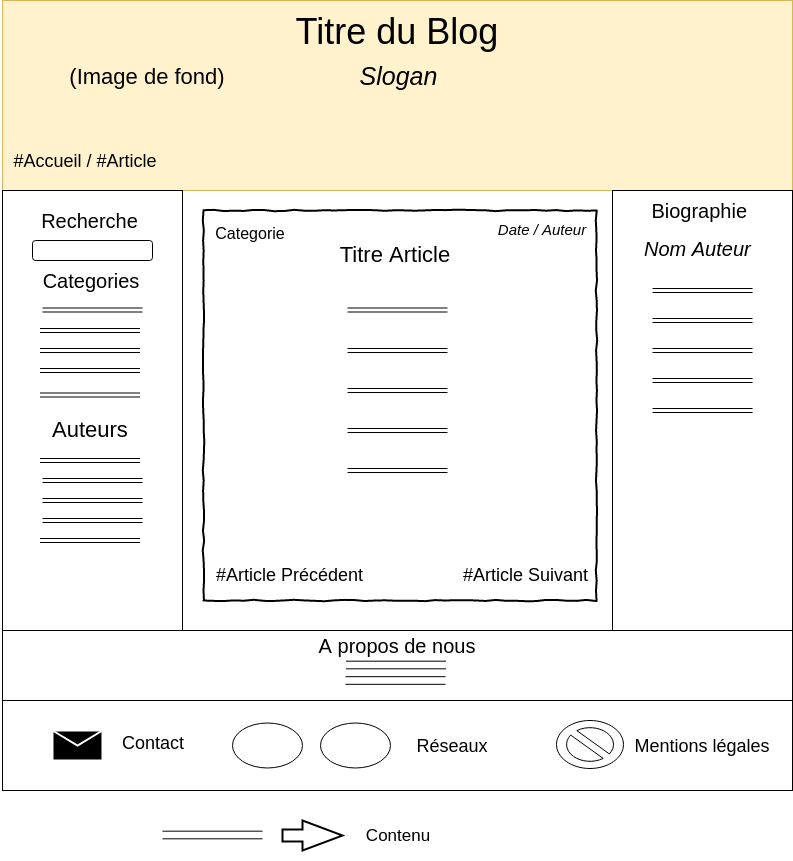 Titre du Blog
(Image de fond)
Slogan
#Accueil / #Article
Recherche
Categories
Auteurs
Categorie
Date / Auteur
Titre Article
#Article Précédent
#Article Suivant
Biographie
Nom Auteur
A propos de nous
Contact
Réseaux
Mentions légales
Contenu